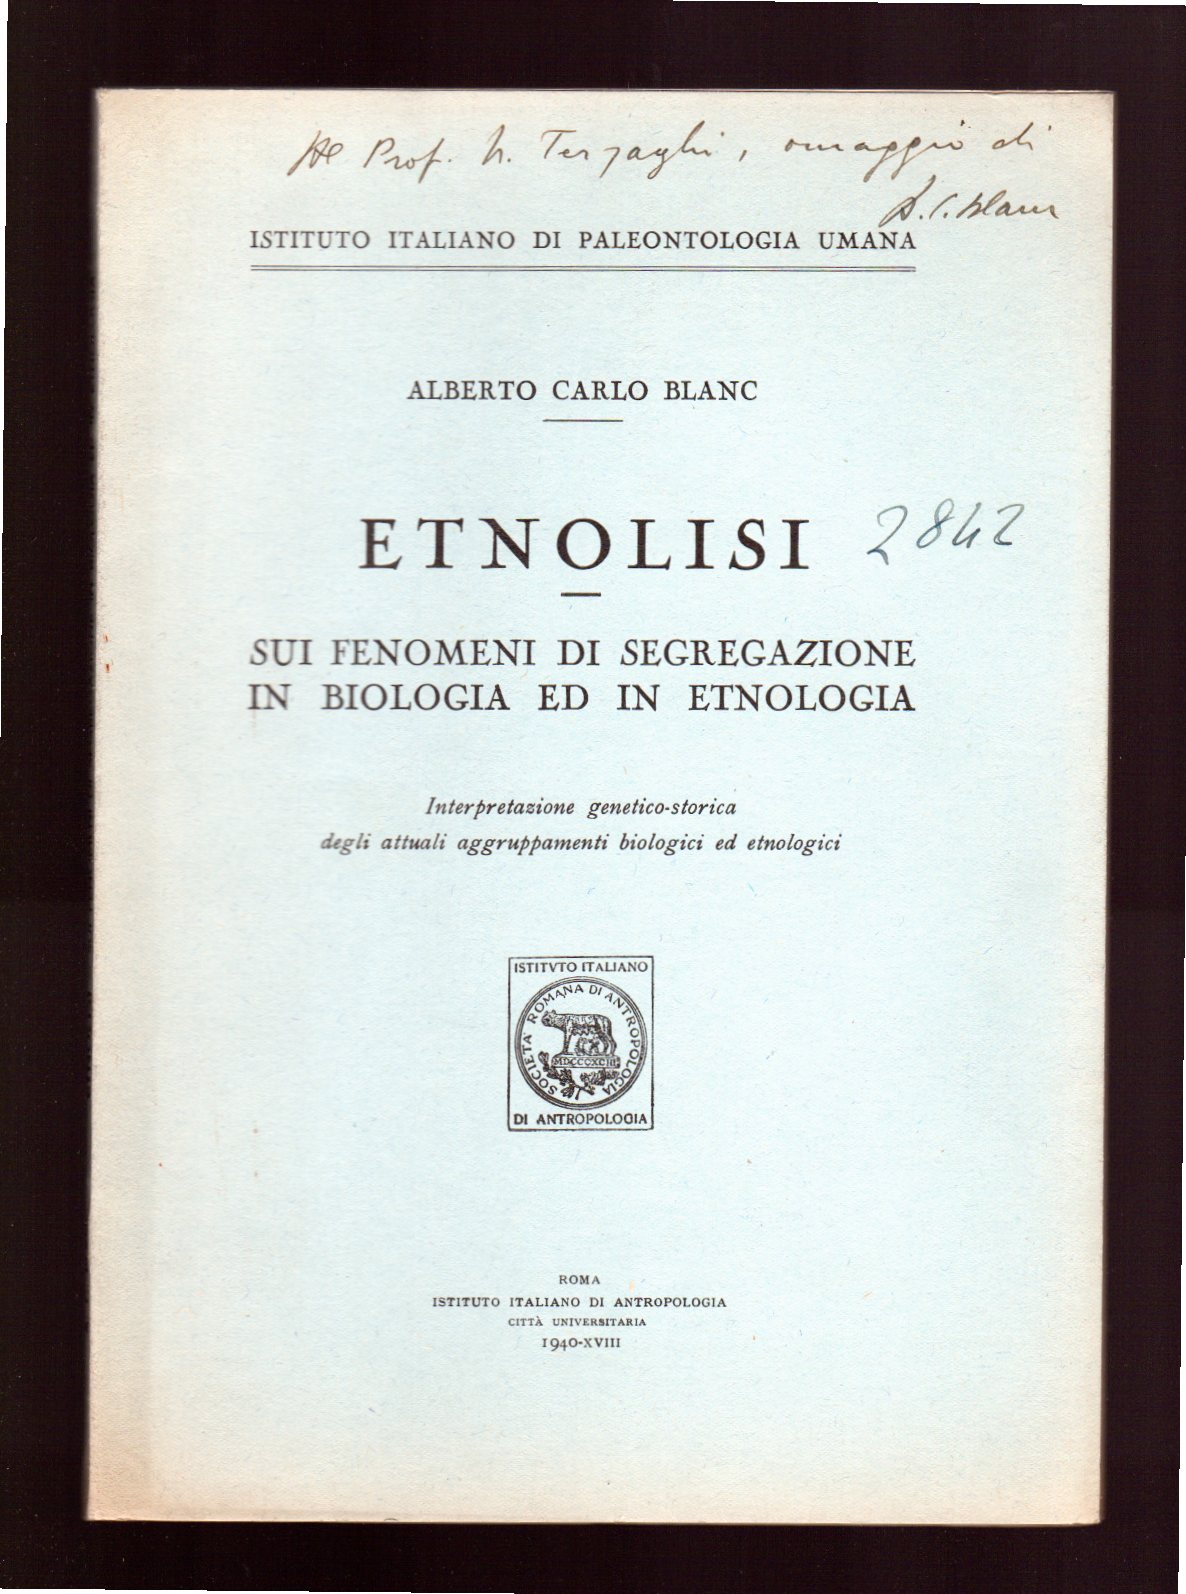 Al Prof. N. Terzaghi, omaggio di
A. C. Blanc
ISTITUTO ITALIANO DI PALEONTOLOGIA UMANA
ALBERTO CARLO BLANC
ETNOLISI
2842
SUI FENOMENI DI SEGREGAZIONE
IN BIOLOGIA ED IN ETNOLOGIA
Interpretazione genetico-storica
degli attuali aggruppamenti biologici ed etnologici
ISTITVTO ITALIANO
SOCIETA' ROMANA DI ANTROPOLOGIA
MDCCCXCIII
DI ANTROPOLOGIA
ROMA
ISTITUTO ITALIANO DI ANTROPOLOGIA
CITTÀ UNIVERSITARIA
1940-XVIII